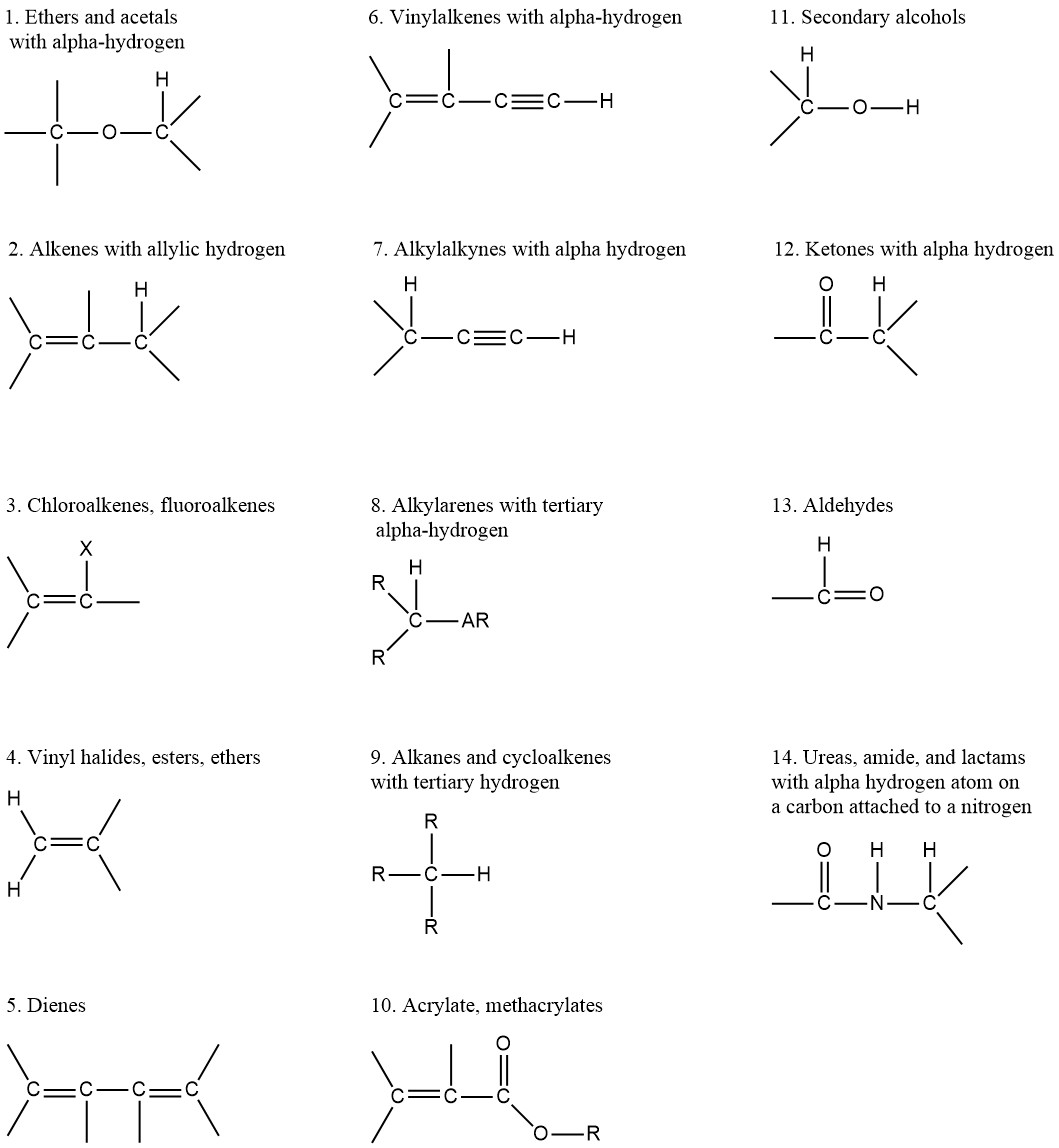 1. Ethers and acetals
with alpha-hydrogen
H
C O C
2. Alkenes with allylic hydrogen
H
C C C
3. Chloroalkenes, fluoroalkenes
X
C C
4. Vinyl halides, esters, ethers
H
C C
H
5. Dienes
C C C C
6. Vinylalkenes with alpha-hydrogen
C C C C H
7. Alkylalkynes with alpha hydrogen
H
C C C H
8. Alkylarenes with tertiary
alpha-hydrogen
H
R
C AR
R
9. Alkanes and cycloalkenes
with tertiary hydrogen
R
R C H
R
10. Acrylate, methacrylates
O
C C C
O R
11. Secondary alcohols
H
C O H
12. Ketones with alpha hydrogen
O H
C C
13. Aldehydes
H
C O
14. Ureas, amide, and lactams
with alpha hydrogen atom on
a carbon attached to a nitrogen
O H H
C N C